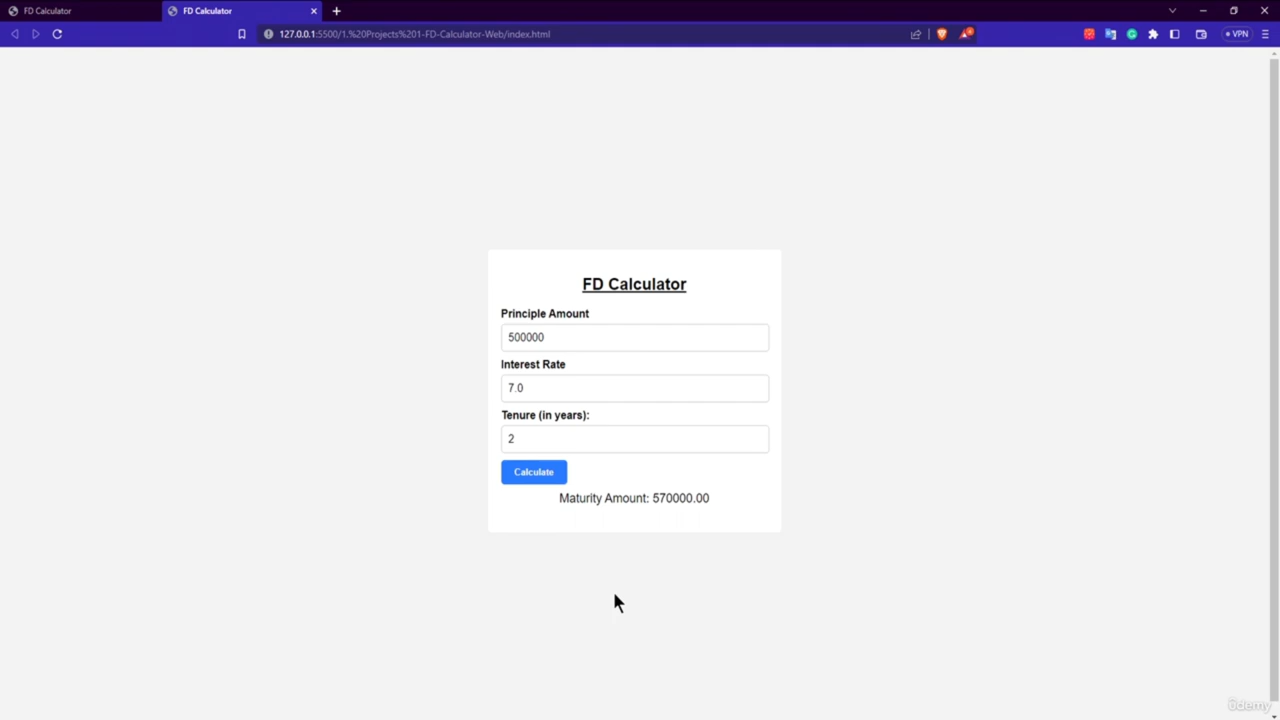 FD Calculator
FD Calculator
127.0.0.1:5500/1.%20Projects%201-FD-Calculator-Web/index.html
VPN
FD Calculator
Principle Amount
500000
Interest Rate
7.0
Tenure (in years):
2
Calculate
Maturity Amount: 570000.00
ûdemy